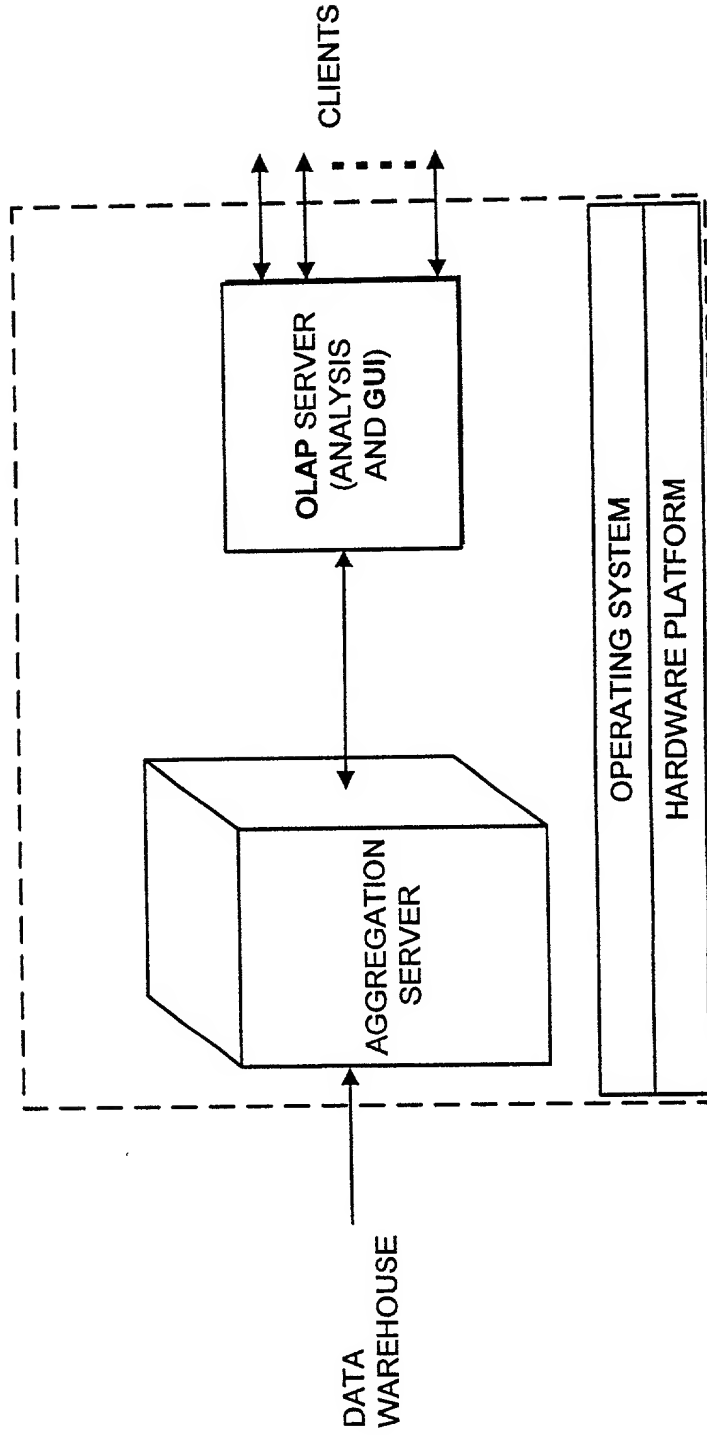 DATA
WAREHOUSE
AGGREGATION
SERVER
OLAP SERVER
(ANALYSIS
AND GUI)
CLIENTS
OPERATING SYSTEM
HARDWARE PLATFORM